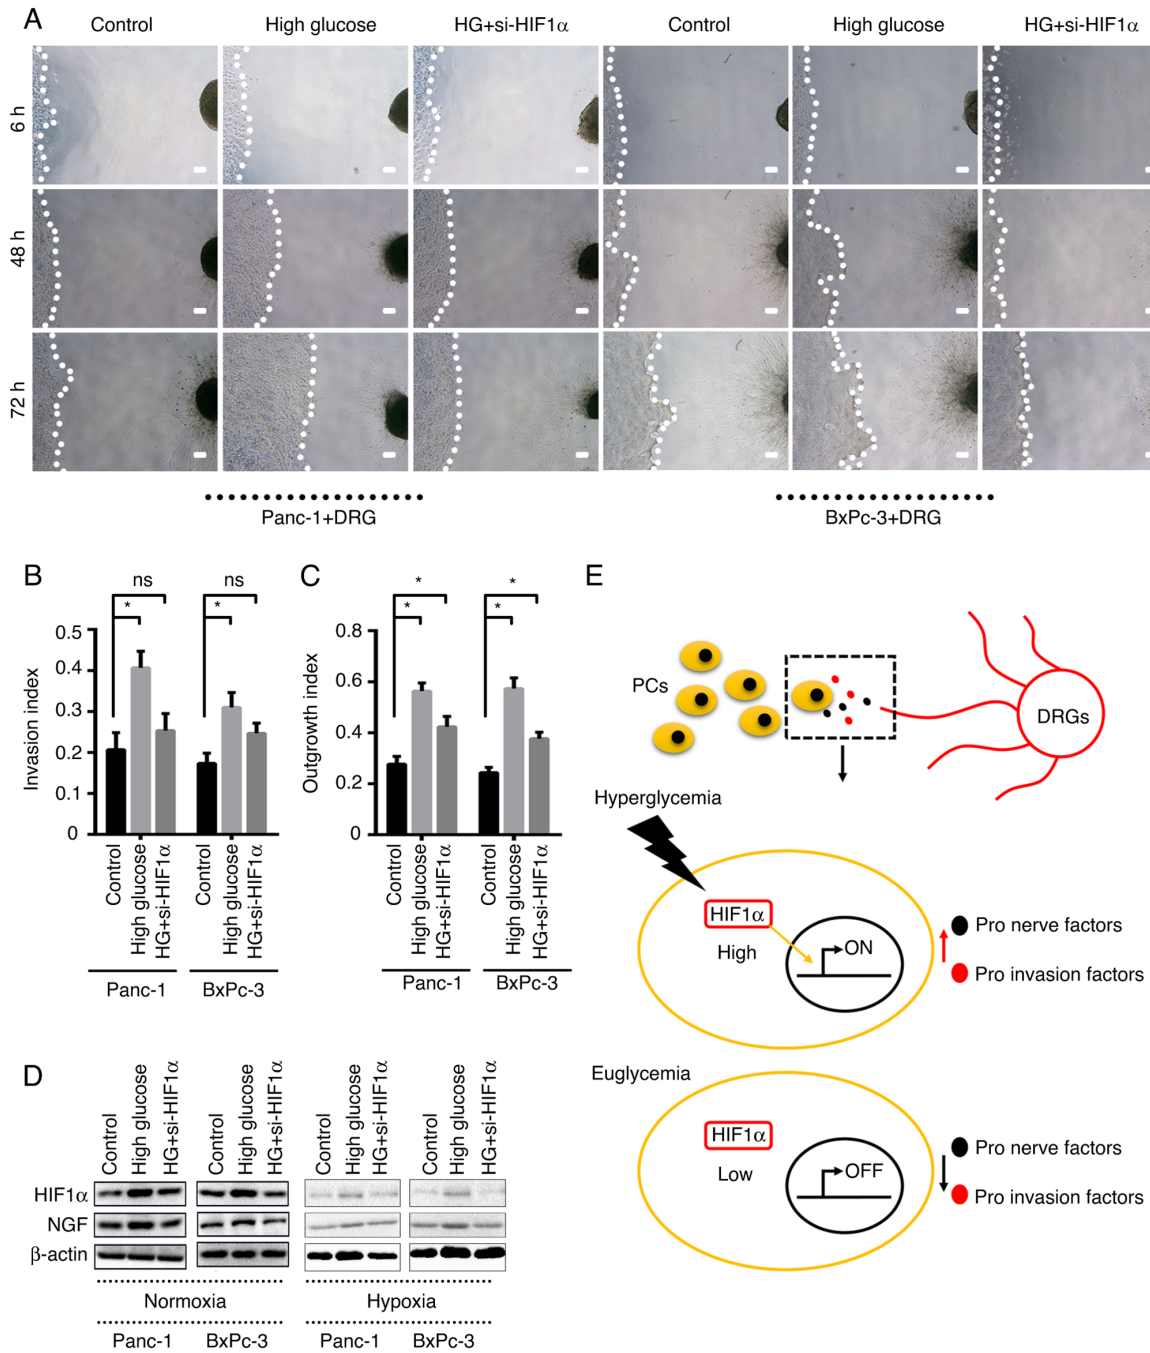 A
Control
High glucose
HG+si-HIF1α
Control
High glucose
HG+si-HIF1α
6 h
48 h
72 h
Panc-1+DRG
BxPc-3+DRG
B
ns
ns
*
*
Invasion index
0.5
0.4
0.3
0.2
0.1
0
Control
High glucose
HG+si-HIF1α
Control
High glucose
HG+si-HIF1α
Panc-1
BxPc-3
C
*
*
*
*
Outgrowth index
0.8
0.6
0.4
0.2
0
Control
High glucose
HG+si-HIF1α
Control
High glucose
HG+si-HIF1α
Panc-1
BxPc-3
D
Control
High glucose
HG+si-HIF1α
Control
High glucose
HG+si-HIF1α
Control
High glucose
HG+si-HIF1α
Control
High glucose
HG+si-HIF1α
HIF1α
NGF
β-actin
Normoxia
Hypoxia
Panc-1
BxPc-3
Panc-1
BxPc-3
E
PCs
DRGs
Hyperglycemia
HIF1α
High
ON
Pro nerve factors
Pro invasion factors
Euglycemia
HIF1α
Low
OFF
Pro nerve factors
Pro invasion factors